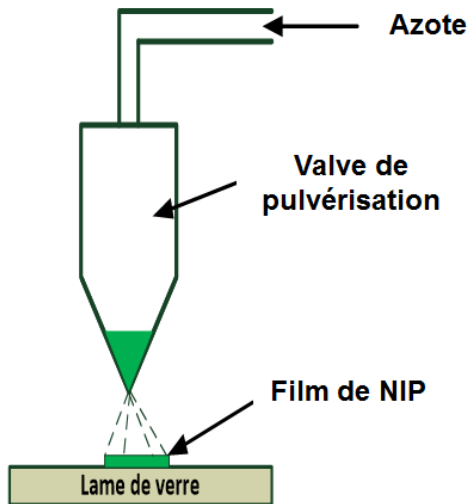 Azote
Valve de
pulvérisation
Film de NIP
Lame de verre